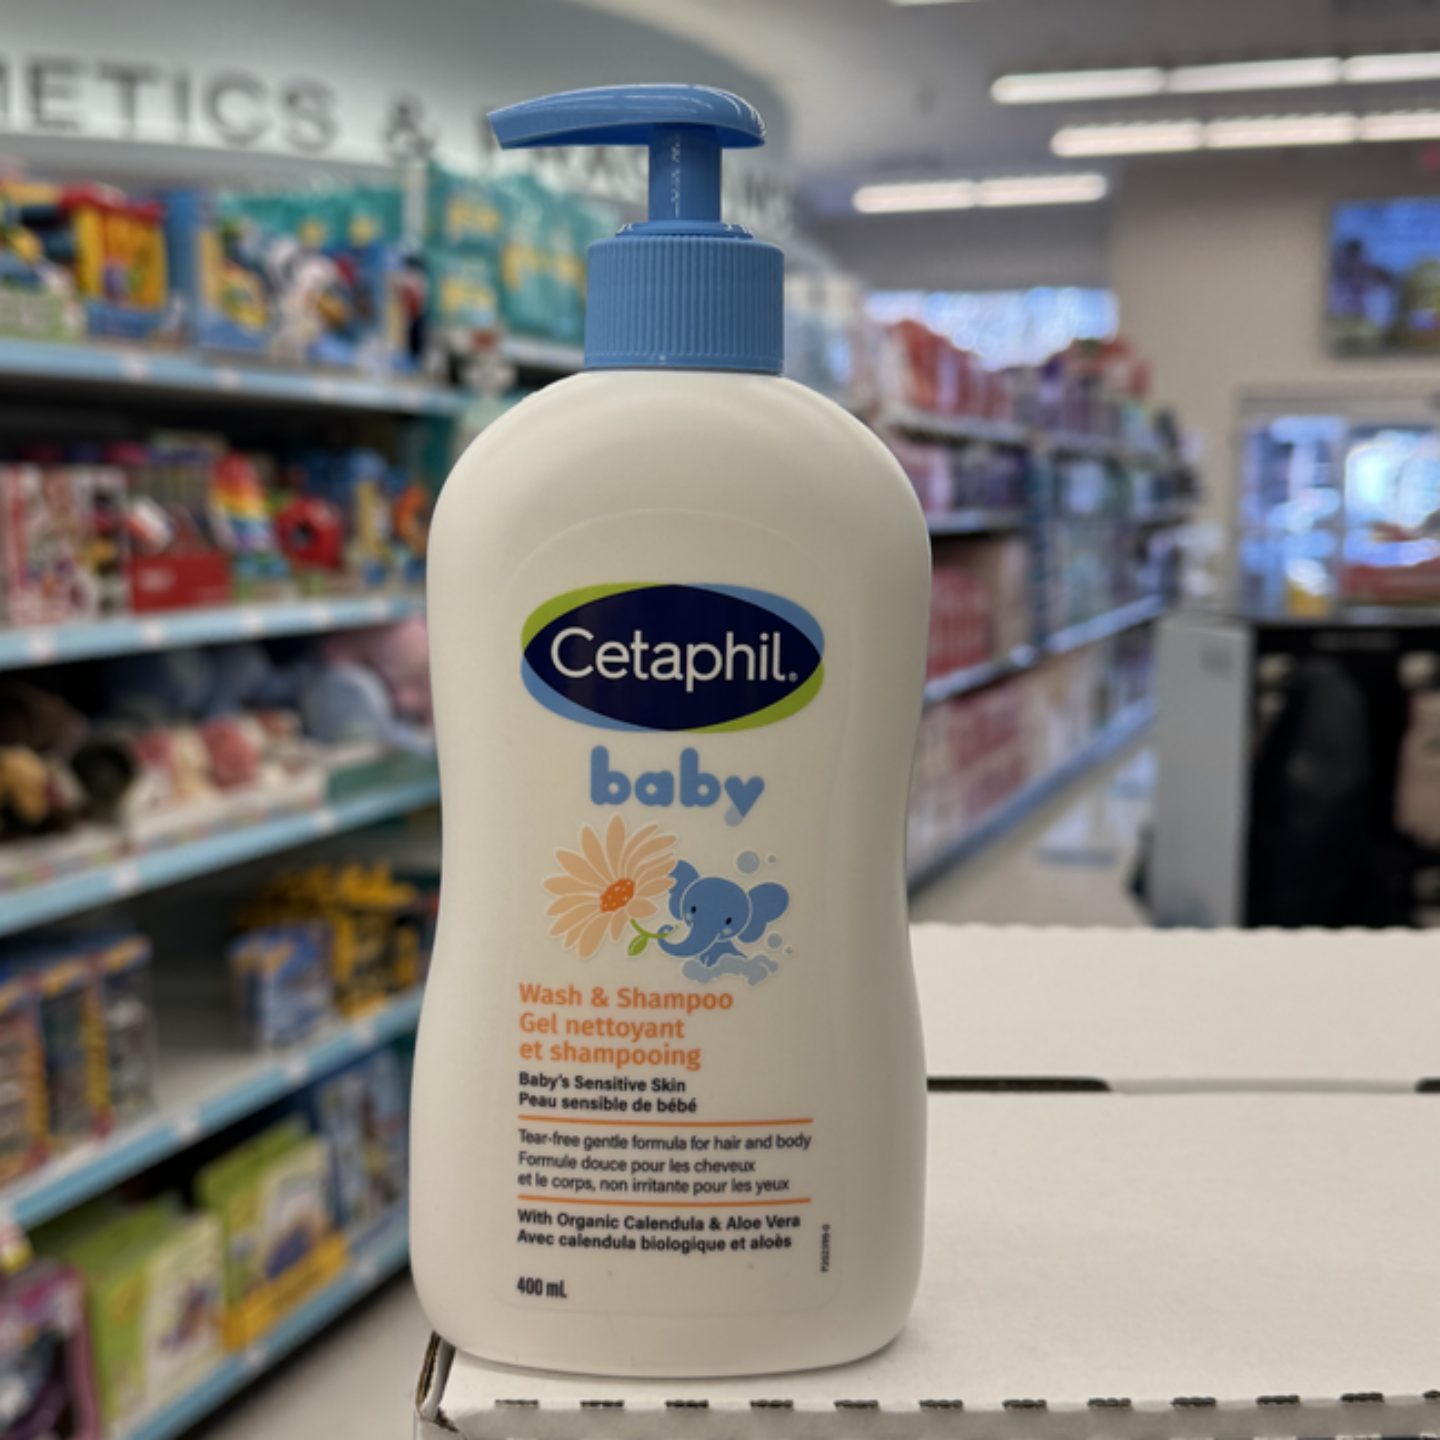 METICS &
Cetaphil®
baby
Wash & Shampoo
Gel nettoyant
et shampooing
Baby's Sensitive Skin
Peau sensible de bébé
Tear-free gentle formula for hair and body
Formule douce pour les cheveux
et le corps, non irritante pour les yeux
With Organic Calendula & Aloe Vera
Avec calendula biologique et aloès
400 mL